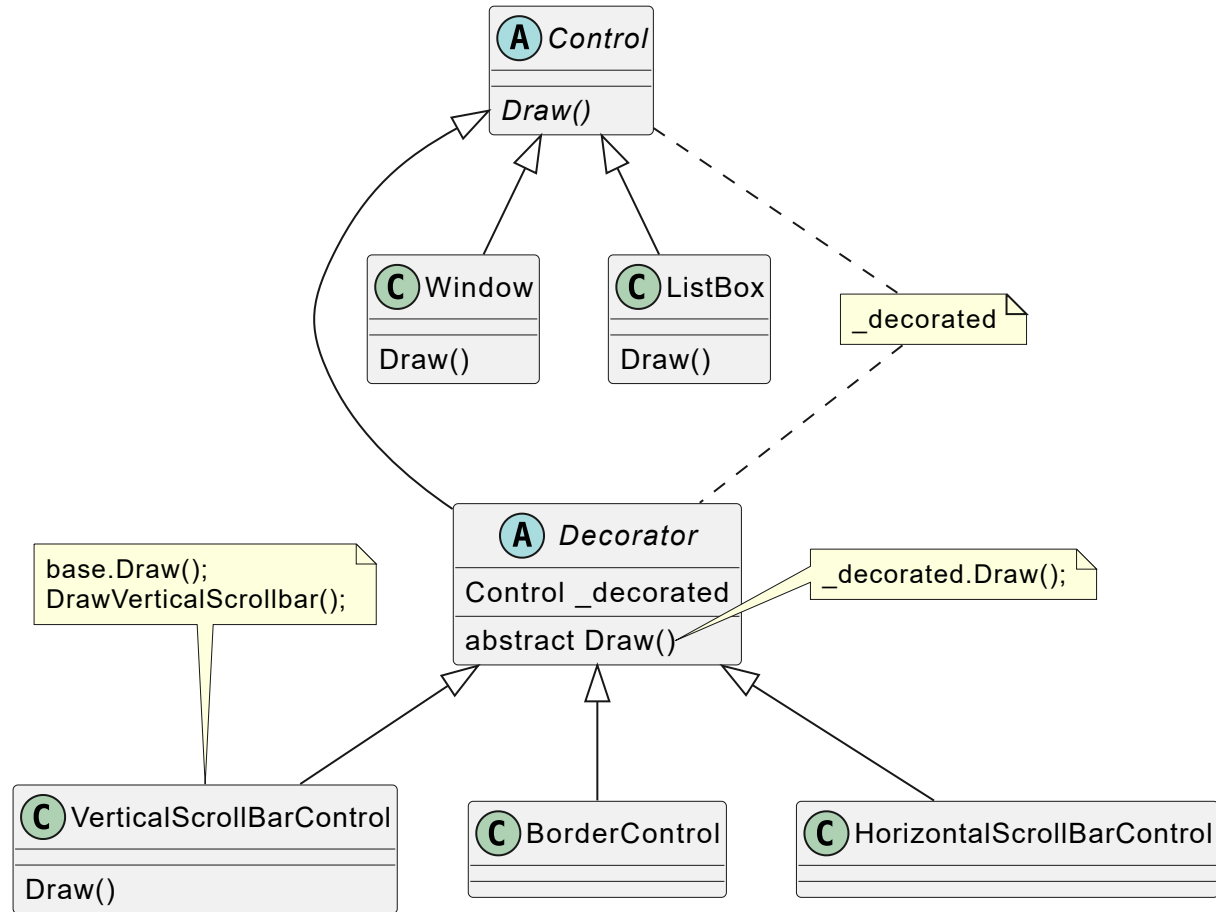 A Control
Draw()
C Window
Draw()
C ListBox
Draw()
_decorated
A Decorator
Control _decorated
abstract Draw()
_decorated.Draw();
base.Draw();
DrawVerticalScrollbar();
C VerticalScrollBarControl
Draw()
C BorderControl
C HorizontalScrollBarControl